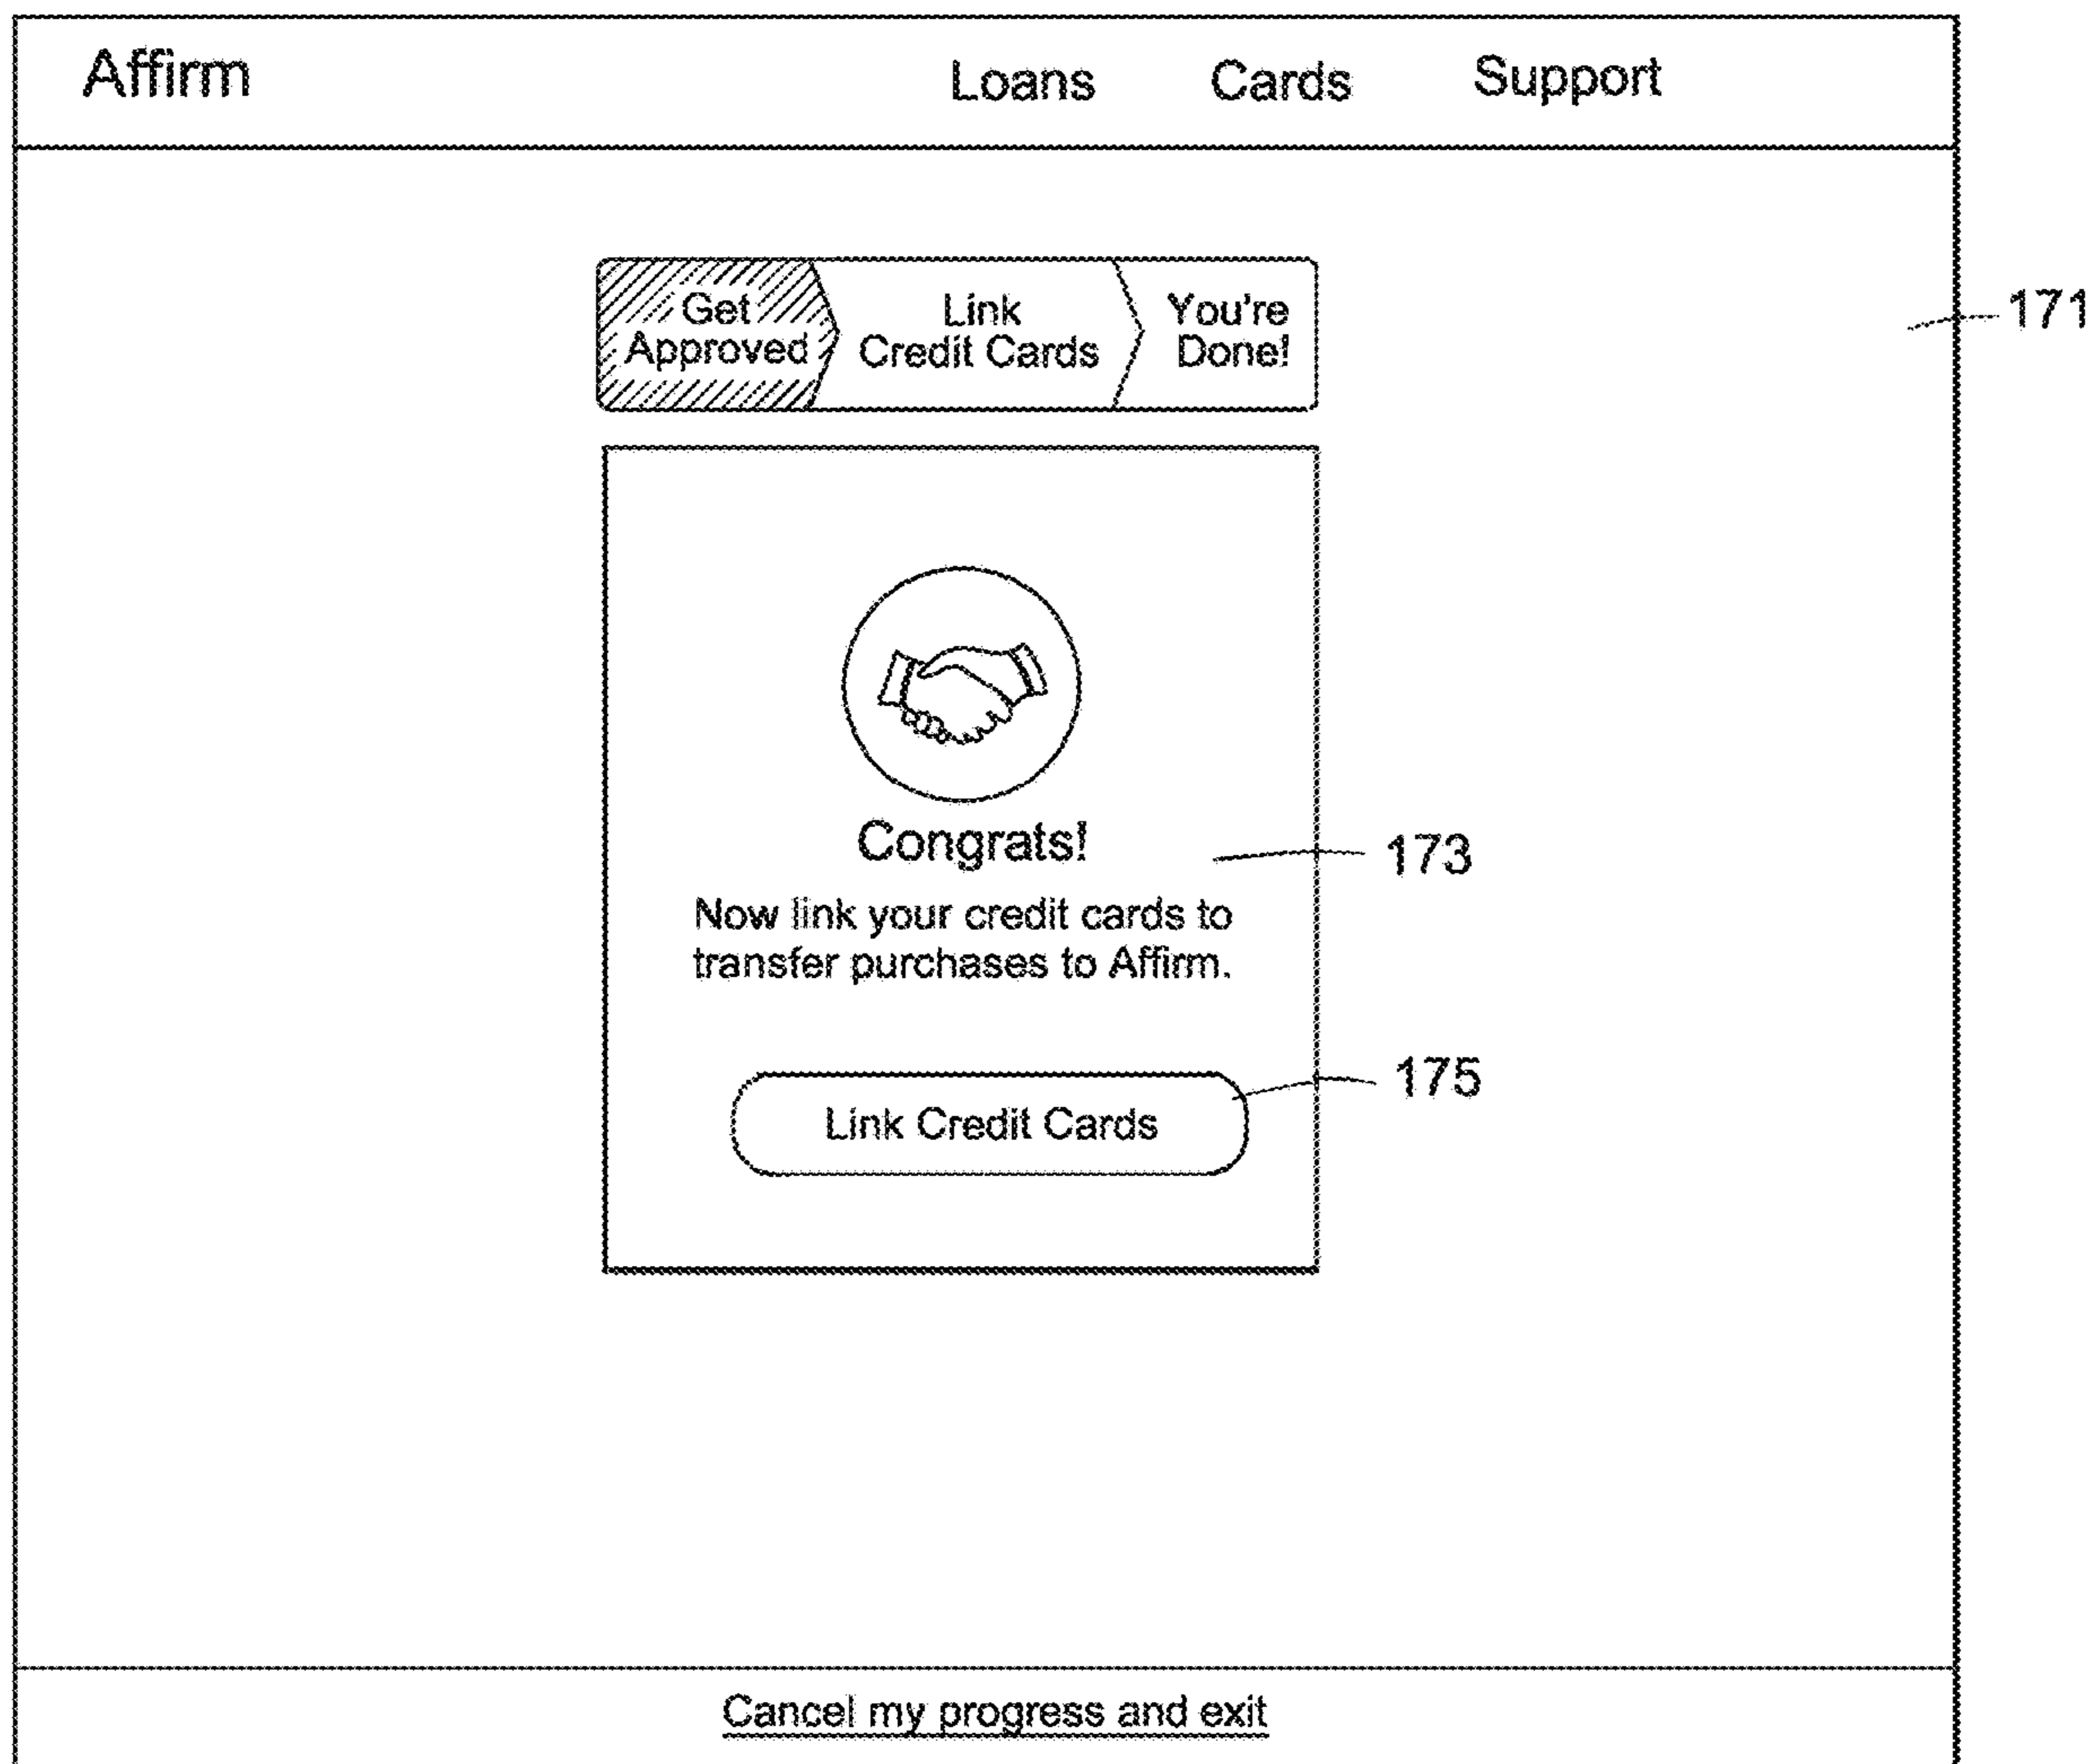 Affirm Loans Cards Support
Get Approved
Link Credit Cards
You're Done!
171
Congrats!
173
Now link your credit cards to
transfer purchases to Affirm.
175
Link Credit Cards
Cancel my progress and exit